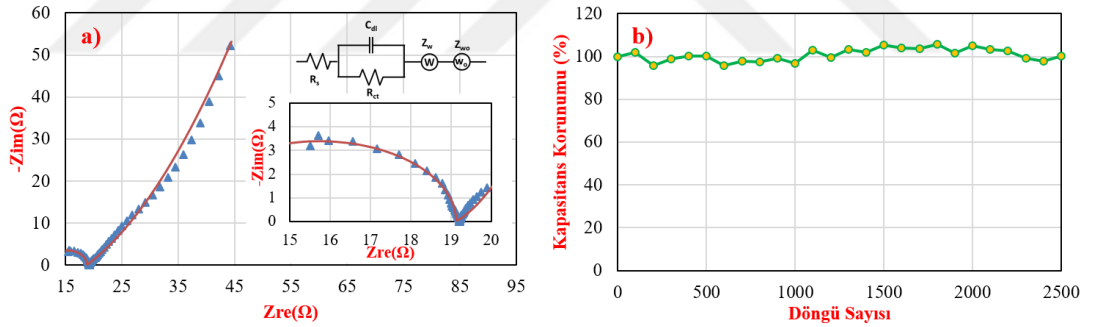 a)
60
50
40
30
20
10
0
-Zim(Ω)
15 25 35 45 55 65 75 85 95
Zre(Ω)
Cdl
Rs
Rct
Zw
W
Zwo
wo
5
4
3
2
1
0
-Zim(Ω)
15 16 17 18 19 20
Zre(Ω)
b)
120
100
80
60
40
20
0
Kapasitans Korunumu (%)
0 500 1000 1500 2000 2500
Döngü Sayısı